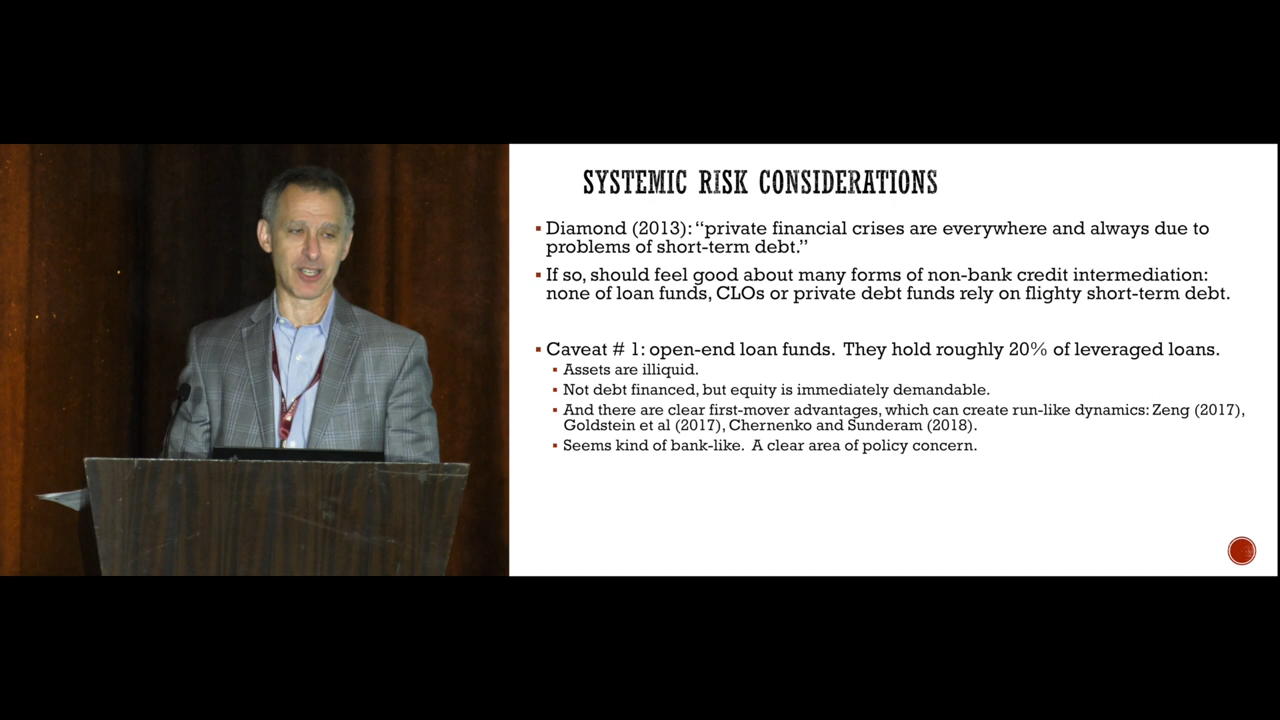 SYSTEMIC RISK CONSIDERATIONS
▪ Diamond (2013): “private financial crises are everywhere and always due to
problems of short-term debt.”
▪ If so, should feel good about many forms of non-bank credit intermediation:
none of loan funds, CLOs or private debt funds rely on flighty short-term debt.
▪ Caveat # 1: open-end loan funds.  They hold roughly 20% of leveraged loans.
▪ Assets are illiquid.
▪ Not debt financed, but equity is immediately demandable.
▪ And there are clear first-mover advantages, which can create run-like dynamics: Zeng (2017),
Goldstein et al (2017), Chernenko and Sunderam (2018).
▪ Seems kind of bank-like.  A clear area of policy concern.